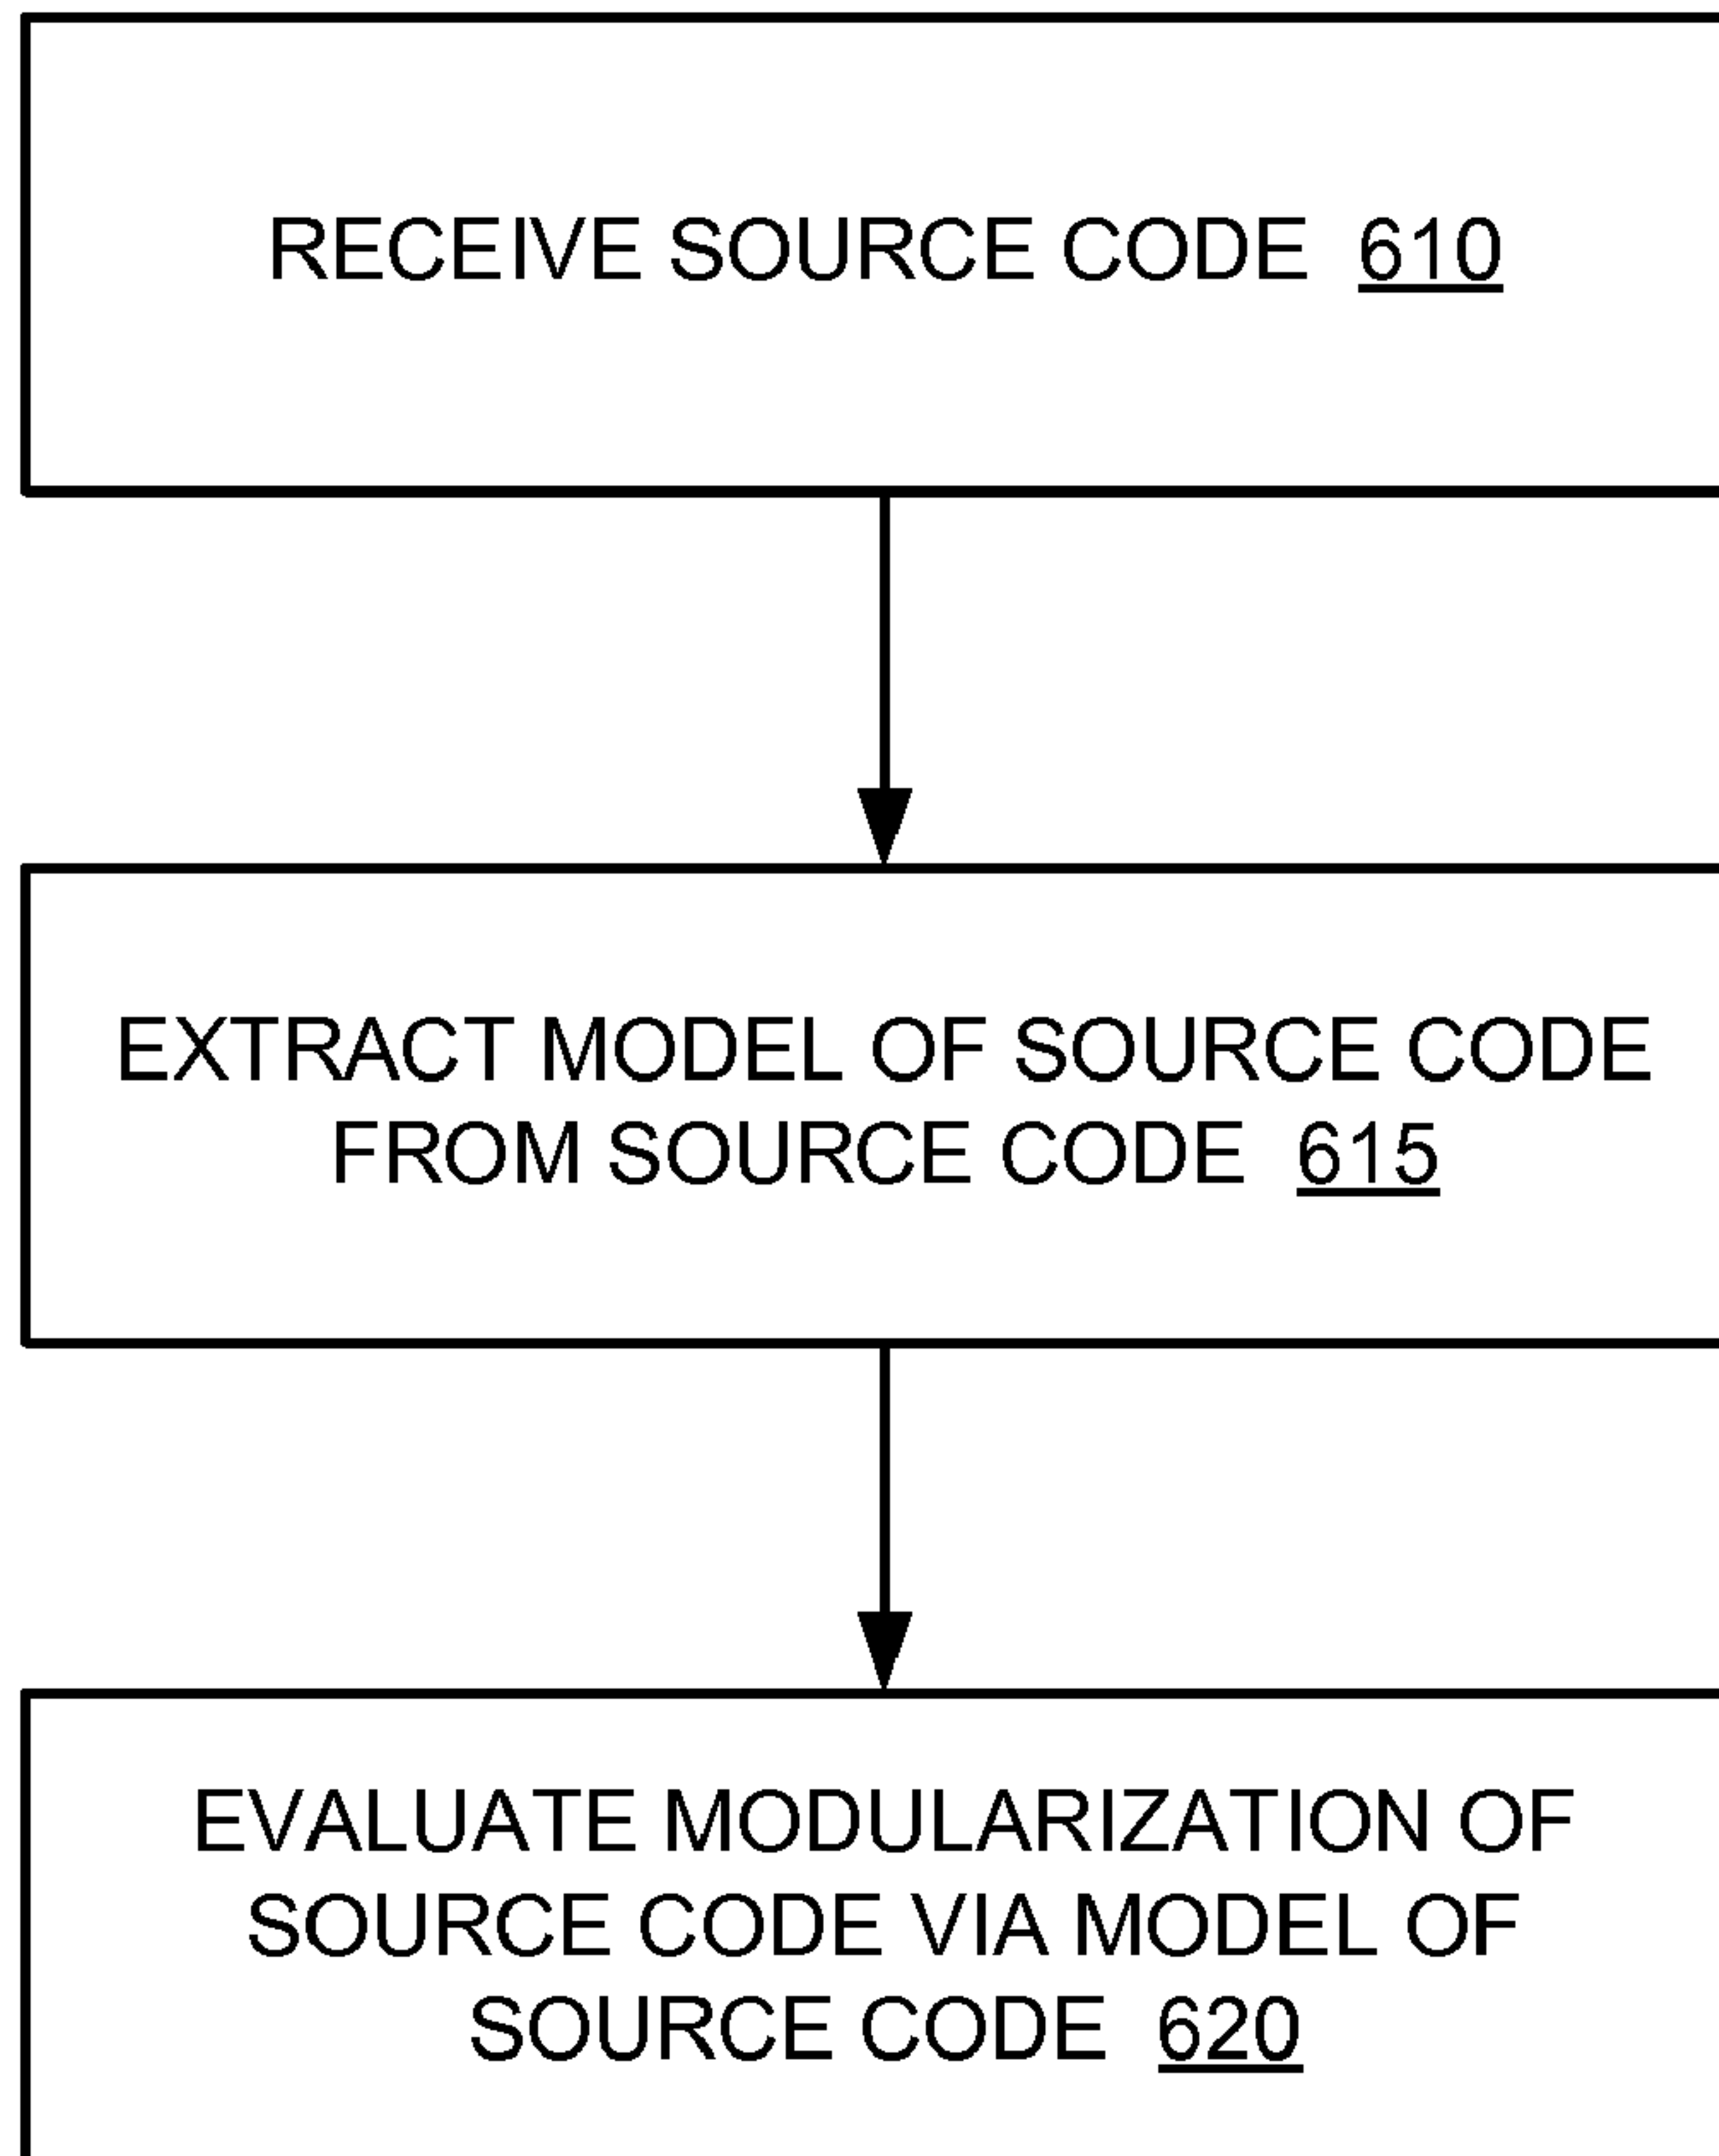 RECEIVE SOURCE CODE 610
EXTRACT MODEL OF SOURCE CODE
FROM SOURCE CODE 615
EVALUATE MODULARIZATION OF
SOURCE CODE VIA MODEL OF
SOURCE CODE 620